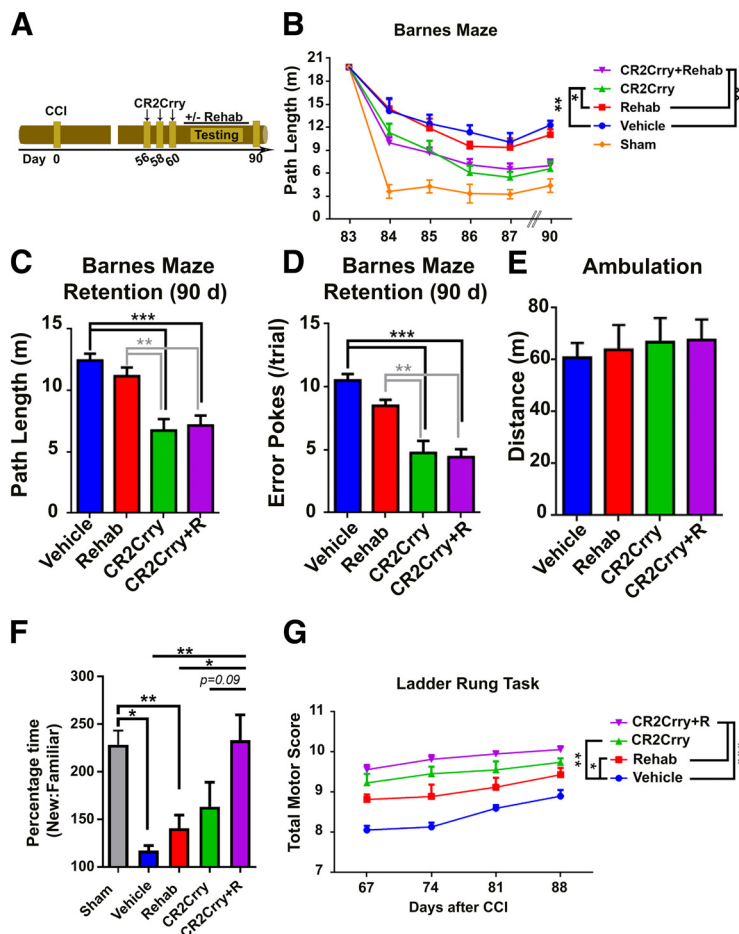 A
CCI
CR2Crry
+/- Rehab
Testing
Day 0
56 58 60
90
B
Barnes Maze
Path Length (m)
21
18
15
12
9
6
3
0
83 84 85 86 87 90
CR2Crry+Rehab
CR2Crry
Rehab
Vehicle
Sham
**
*
C
Barnes Maze
Retention (90 d)
Path Length (m)
15
10
5
0
***
**
Vehicle
Rehab
CR2Crry
CR2Crry+R
D
Barnes Maze
Retention (90 d)
Error Pokes (/trial)
15
10
5
0
***
**
Vehicle
Rehab
CR2Crry
CR2Crry+R
E
Ambulation
Distance (m)
80
60
40
20
0
Vehicle
Rehab
CR2Crry
CR2Crry+R
F
Percentage time
(New:Familiar)
300
250
200
150
100
**
*
p=0.09
**
*
Sham
Vehicle
Rehab
CR2Crry
CR2Crry+R
G
Ladder Rung Task
Total Motor Score
11
10
9
8
7
67 74 81 88
Days after CCI
CR2Crry+R
CR2Crry
Rehab
Vehicle
**
*